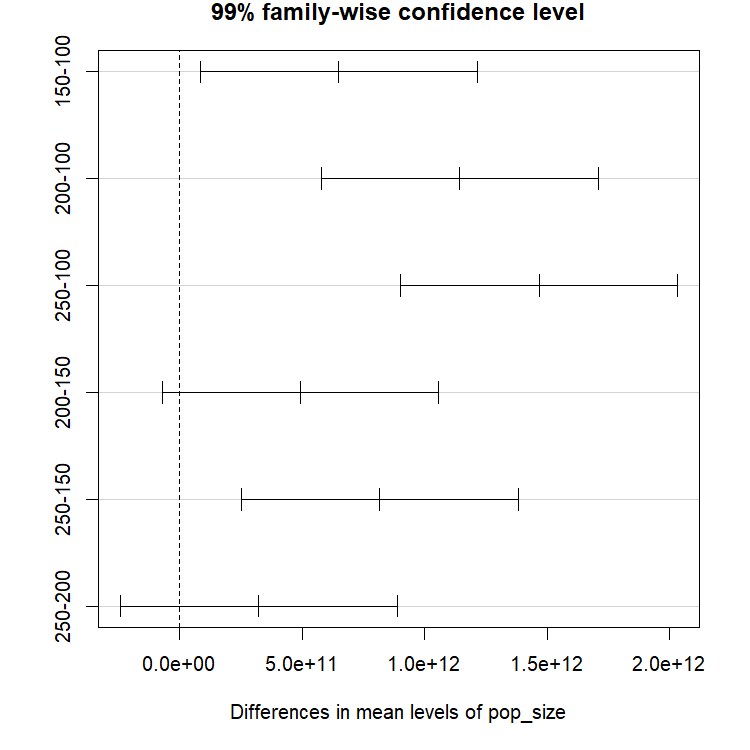 99% family-wise confidence level
150-100
200-100
250-100
200-150
250-150
250-200
0.0e+00 5.0e+11 1.0e+12 1.5e+12 2.0e+12
Differences in mean levels of pop_size